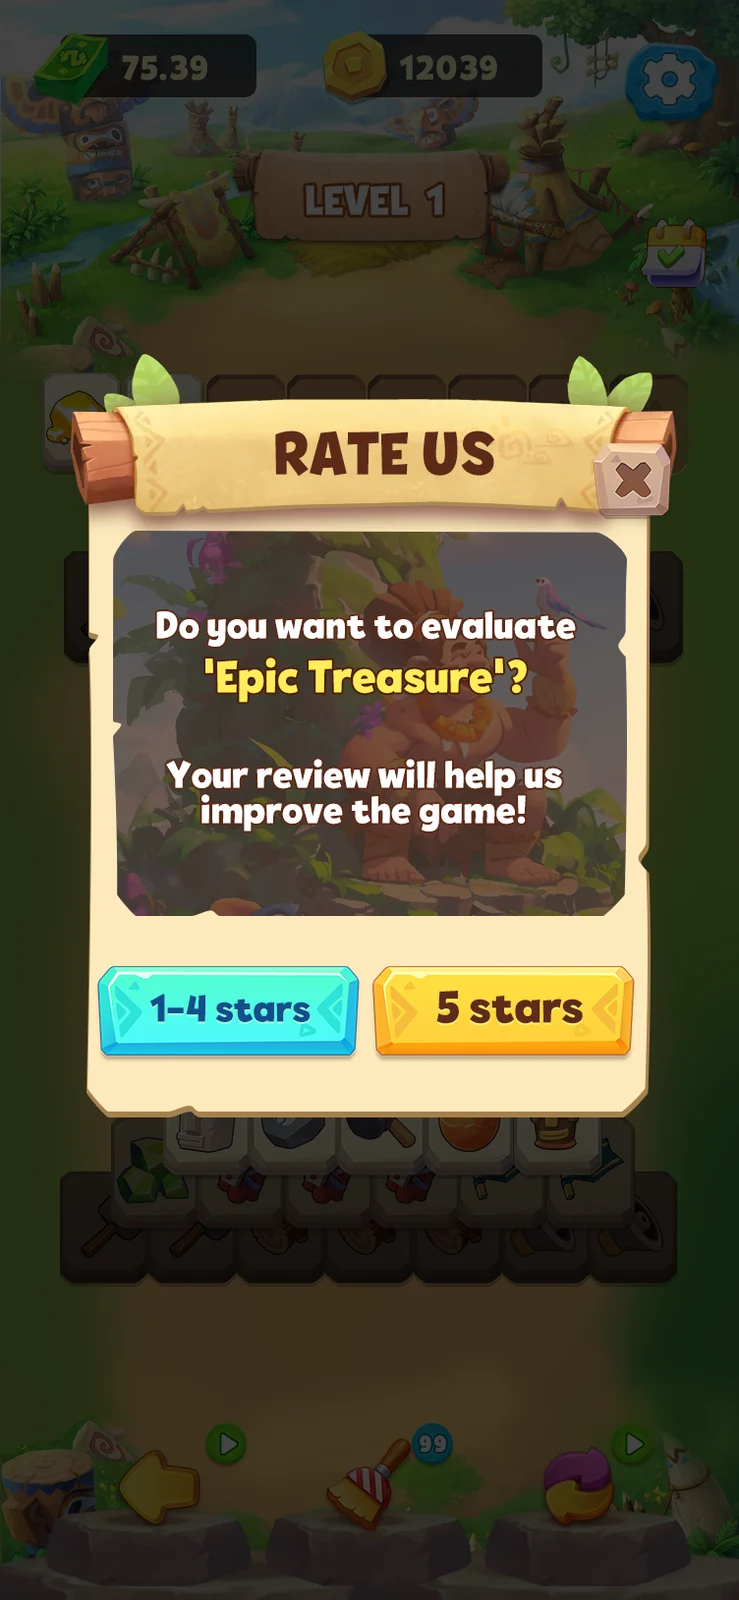 75.39
12039
LEVEL 1
RATE US
Do you want to evaluate
'Epic Treasure'?
Your review will help us
improve the game!
1-4 stars
5 stars
99